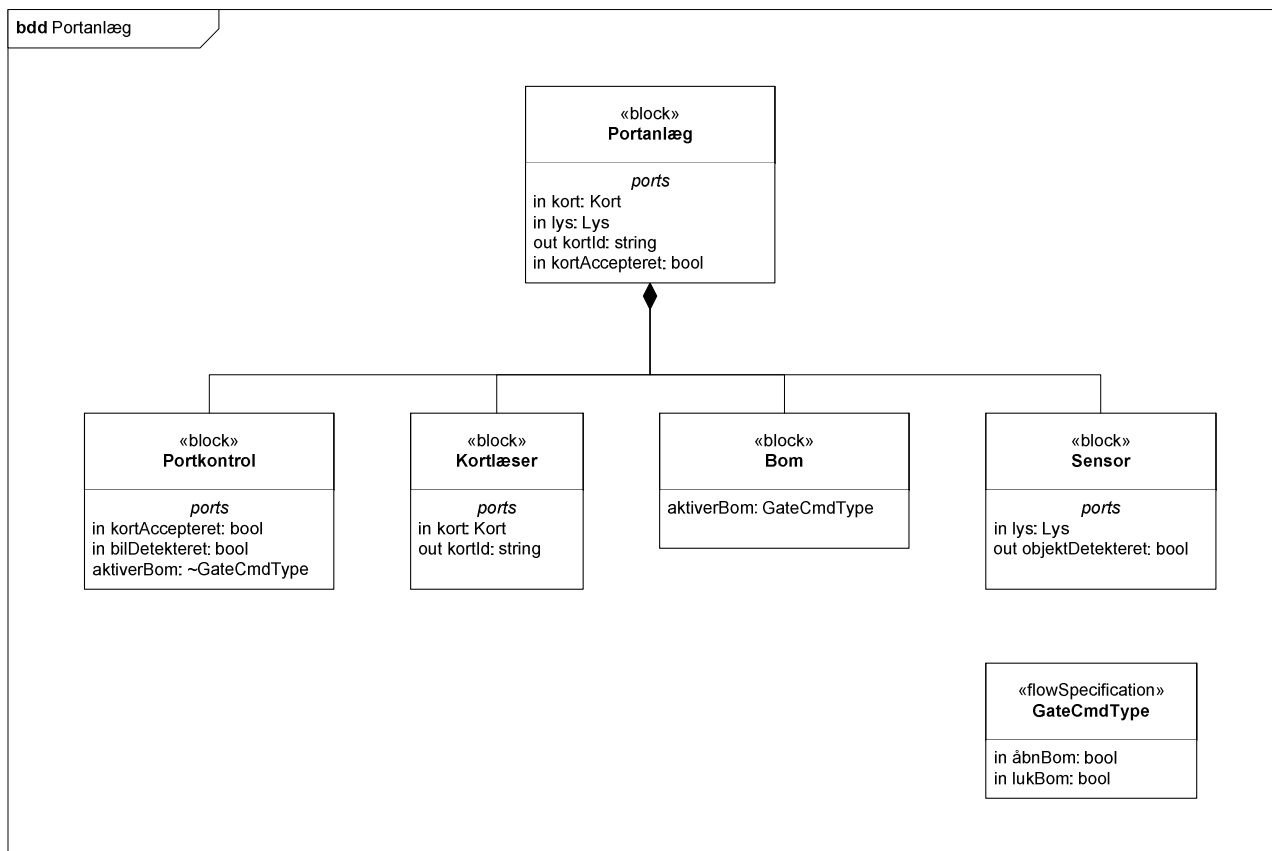 bdd Portanlæg
«block»
Portanlæg
ports
in kort: Kort
in lys: Lys
out kortId: string
in kortAccepteret: bool
«block»
Portkontrol
ports
in kortAccepteret: bool
in bilDetekteret: bool
aktiverBom: ~GateCmdType
«block»
Kortlæser
ports
in kort: Kort
out kortId: string
«block»
Bom
aktiverBom: GateCmdType
«block»
Sensor
ports
in lys: Lys
out objektDetekteret: bool
«flowSpecification»
GateCmdType
in åbnBom: bool
in lukBom: bool